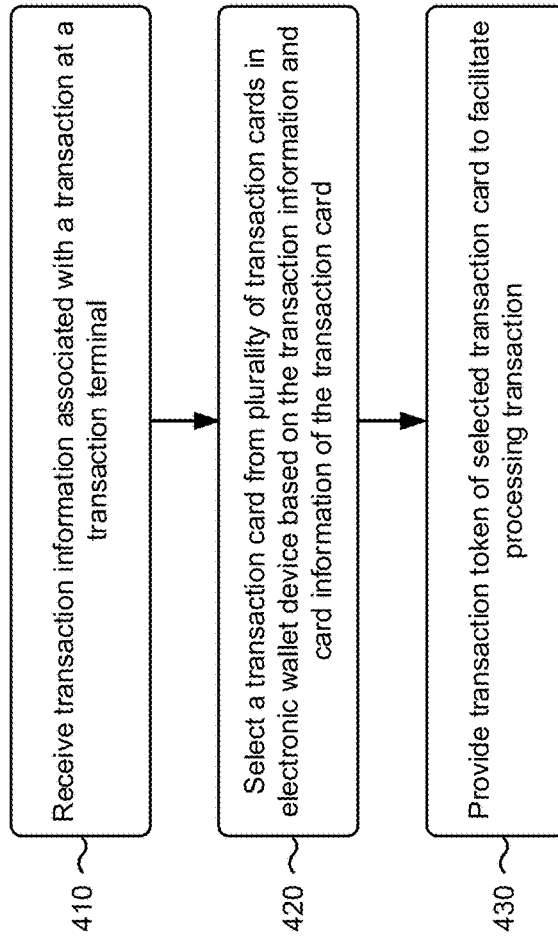 410
Receive transaction information associated with a transaction at a
transaction terminal
420
Select a transaction card from plurality of transaction cards in
electronic wallet device based on the transaction information and
card information of the transaction card
430
Provide transaction token of selected transaction card to facilitate
processing transaction